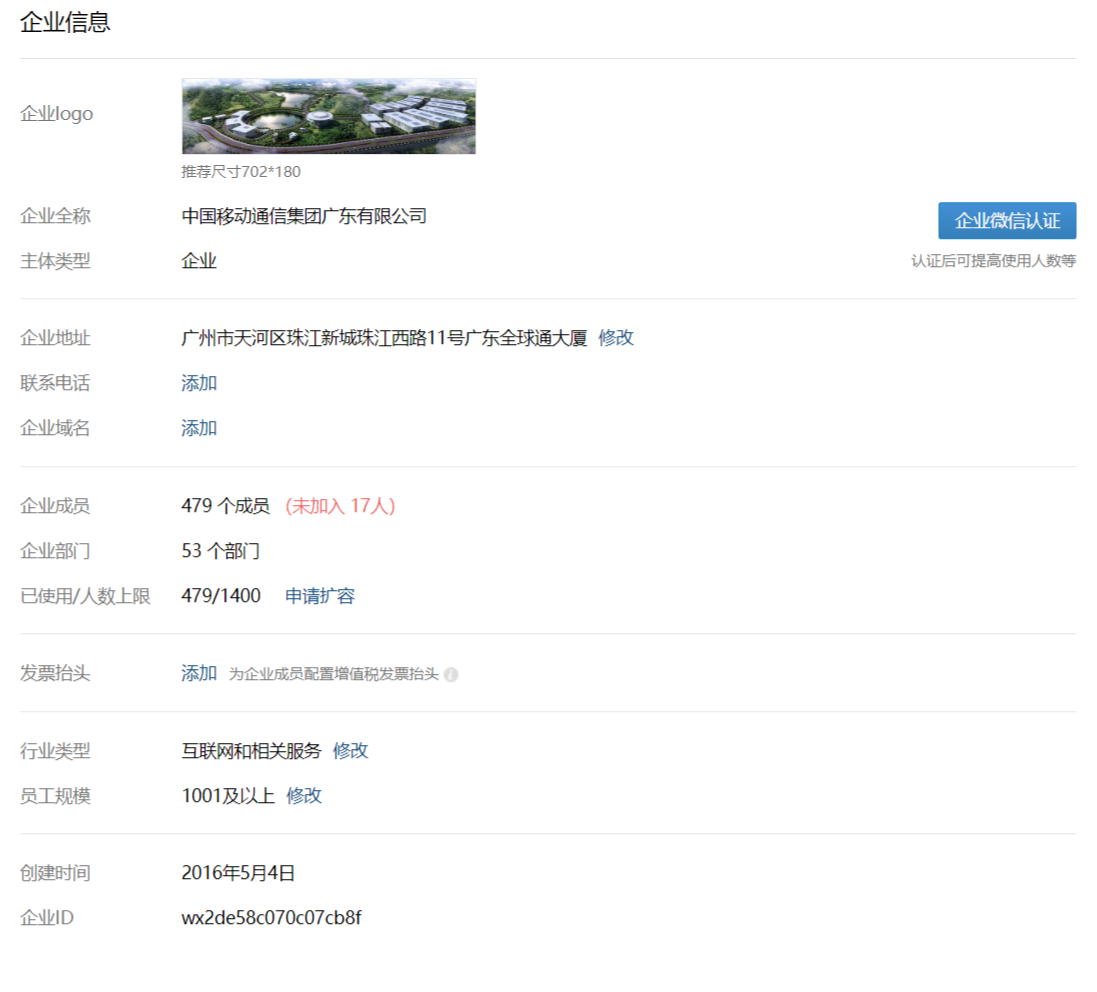 企业信息
企业logo
推荐尺寸702*180
企业全称 中国移动通信集团广东有限公司 企业微信认证
主体类型 企业 认证后可提高使用人数等
企业地址 广州市天河区珠江新城珠江西路11号广东全球通大厦 修改
联系电话 添加
企业域名 添加
企业成员 479 个成员 (未加入 17人)
企业部门 53 个部门
已使用/人数上限 479/1400 申请扩容
发票抬头 添加 为企业成员配置增值税发票抬头 i
行业类型 互联网和相关服务 修改
员工规模 1001及以上 修改
创建时间 2016年5月4日
企业ID wx2de58c070c07cb8f